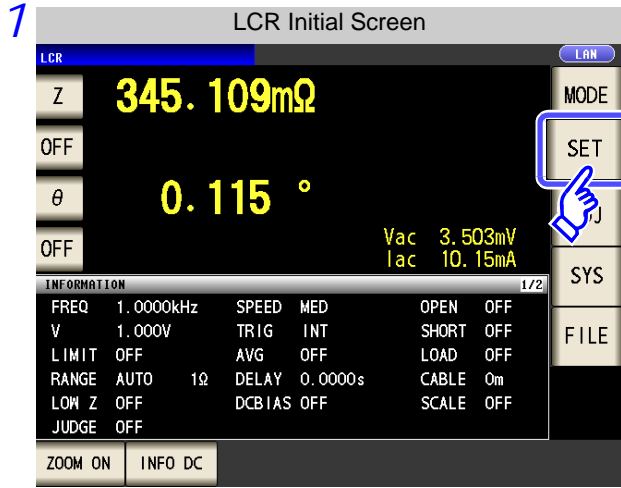 1
LCR Initial Screen
LCR
LAN
Z
345.109mΩ
MODE
OFF
SET
θ
0.115 °
OFF
Vac 3.503mV
Iac 10.15mA
SYS
INFORMATION 1/2
FREQ 1.0000kHz SPEED MED OPEN OFF
V 1.000V TRIG INT SHORT OFF
FILE
LIMIT OFF AVG OFF LOAD OFF
RANGE AUTO 1Ω DELAY 0.0000s CABLE 0m
LOW Z OFF DCBIAS OFF SCALE OFF
JUDGE OFF
ZOOM ON INFO DC